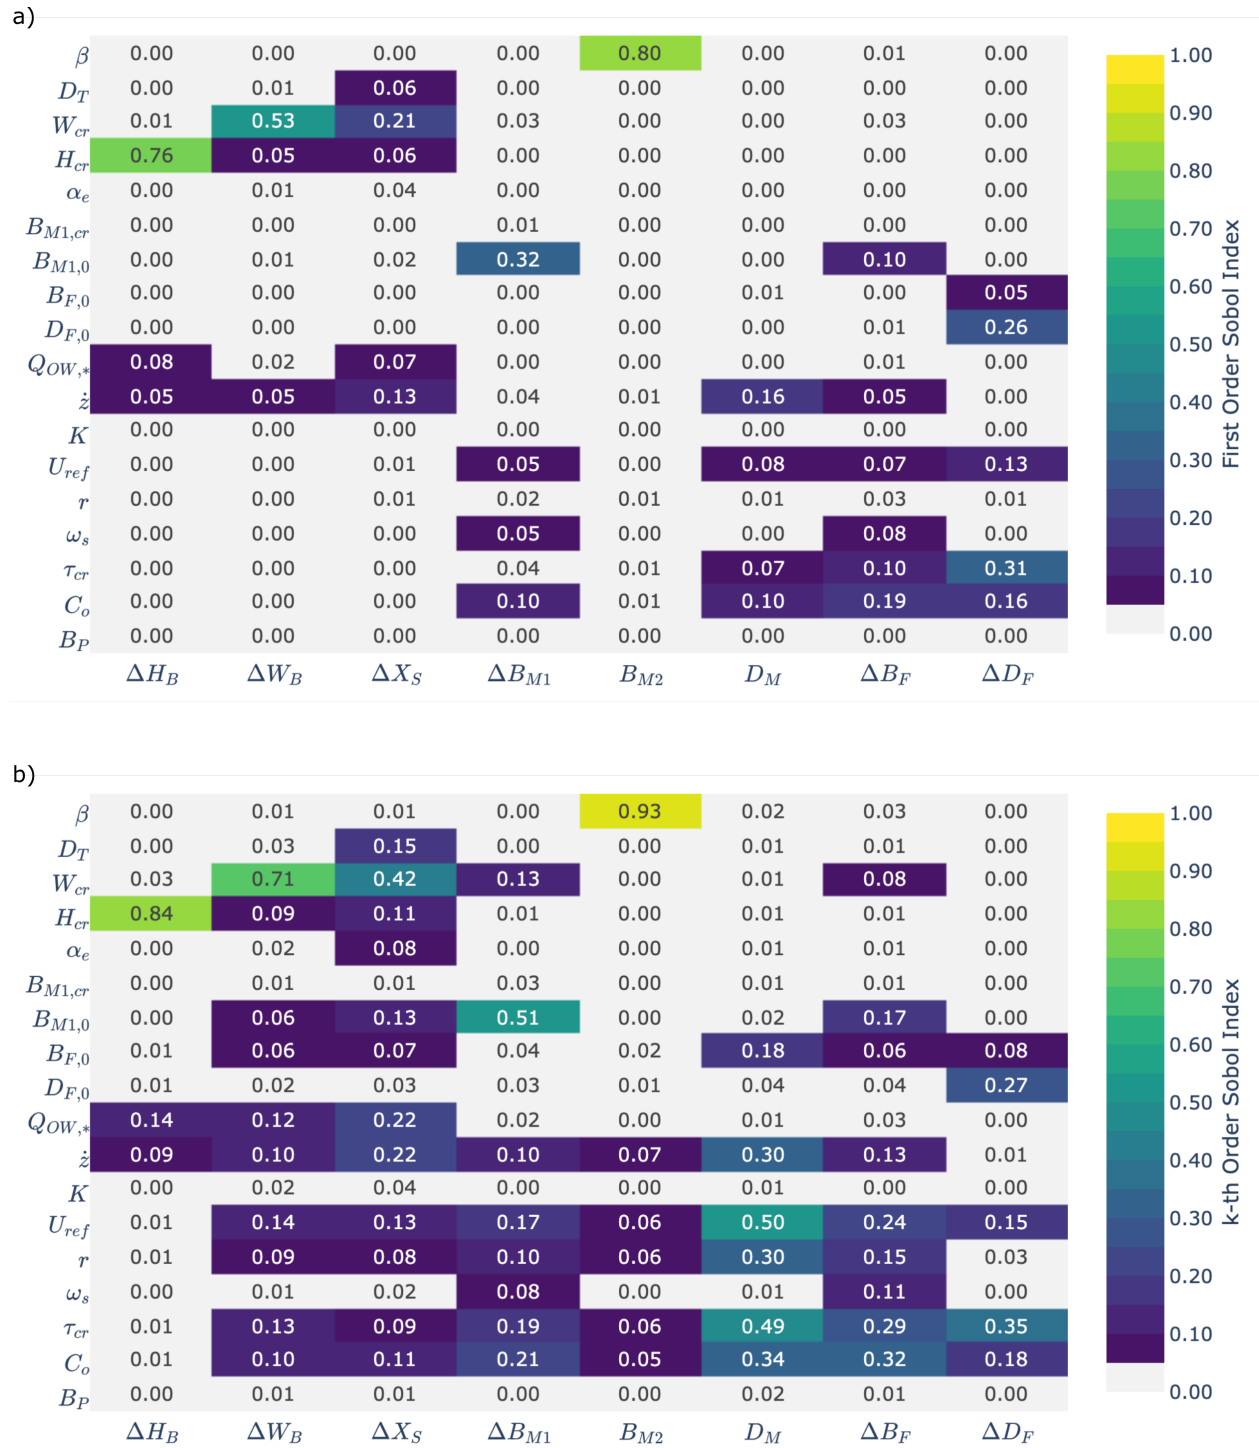 a)
β 0.00 0.00 0.00 0.00 0.80 0.00 0.01 0.00
D_T 0.00 0.01 0.06 0.00 0.00 0.00 0.00 0.00
W_cr 0.01 0.53 0.21 0.03 0.00 0.00 0.03 0.00
H_cr 0.76 0.05 0.06 0.00 0.00 0.00 0.00 0.00
α_e 0.00 0.01 0.04 0.00 0.00 0.00 0.00 0.00
B_M1,cr 0.00 0.00 0.00 0.01 0.00 0.00 0.00 0.00
B_M1,0 0.00 0.01 0.02 0.32 0.00 0.00 0.10 0.00
B_F,0 0.00 0.00 0.00 0.00 0.00 0.01 0.00 0.05
D_F,0 0.00 0.00 0.00 0.00 0.00 0.00 0.01 0.26
Q_OW,* 0.08 0.02 0.07 0.00 0.00 0.00 0.01 0.00
ż 0.05 0.05 0.13 0.04 0.01 0.16 0.05 0.00
K 0.00 0.00 0.00 0.00 0.00 0.00 0.00 0.00
U_ref 0.00 0.00 0.01 0.05 0.00 0.08 0.07 0.13
r 0.00 0.00 0.01 0.02 0.01 0.01 0.03 0.01
ω_s 0.00 0.00 0.00 0.05 0.00 0.00 0.08 0.00
τ_cr 0.00 0.00 0.00 0.04 0.01 0.07 0.10 0.31
C_o 0.00 0.00 0.00 0.10 0.01 0.10 0.19 0.16
B_P 0.00 0.00 0.00 0.00 0.00 0.00 0.00 0.00
ΔH_B ΔW_B ΔX_S ΔB_M1 B_M2 D_M ΔB_F ΔD_F
1.00
0.90
0.80
0.70
0.60
0.50
0.40
0.30
0.20
0.10
0.00
First Order Sobol Index
b)
β 0.00 0.01 0.01 0.00 0.93 0.02 0.03 0.00
D_T 0.00 0.03 0.15 0.00 0.00 0.01 0.01 0.00
W_cr 0.03 0.71 0.42 0.13 0.00 0.01 0.08 0.00
H_cr 0.84 0.09 0.11 0.01 0.00 0.01 0.01 0.00
α_e 0.00 0.02 0.08 0.00 0.00 0.01 0.01 0.00
B_M1,cr 0.00 0.01 0.01 0.03 0.00 0.01 0.01 0.00
B_M1,0 0.00 0.06 0.13 0.51 0.00 0.02 0.17 0.00
B_F,0 0.01 0.06 0.07 0.04 0.02 0.18 0.06 0.08
D_F,0 0.01 0.02 0.03 0.03 0.01 0.04 0.04 0.27
Q_OW,* 0.14 0.12 0.22 0.02 0.00 0.01 0.03 0.00
ż 0.09 0.10 0.22 0.10 0.07 0.30 0.13 0.01
K 0.00 0.02 0.04 0.00 0.00 0.01 0.00 0.00
U_ref 0.01 0.14 0.13 0.17 0.06 0.50 0.24 0.15
r 0.01 0.09 0.08 0.10 0.06 0.30 0.15 0.03
ω_s 0.00 0.01 0.02 0.08 0.00 0.01 0.11 0.00
τ_cr 0.01 0.13 0.09 0.19 0.06 0.49 0.29 0.35
C_o 0.01 0.10 0.11 0.21 0.05 0.34 0.32 0.18
B_P 0.00 0.01 0.01 0.00 0.00 0.02 0.01 0.00
ΔH_B ΔW_B ΔX_S ΔB_M1 B_M2 D_M ΔB_F ΔD_F
1.00
0.90
0.80
0.70
0.60
0.50
0.40
0.30
0.20
0.10
0.00
k-th Order Sobol Index